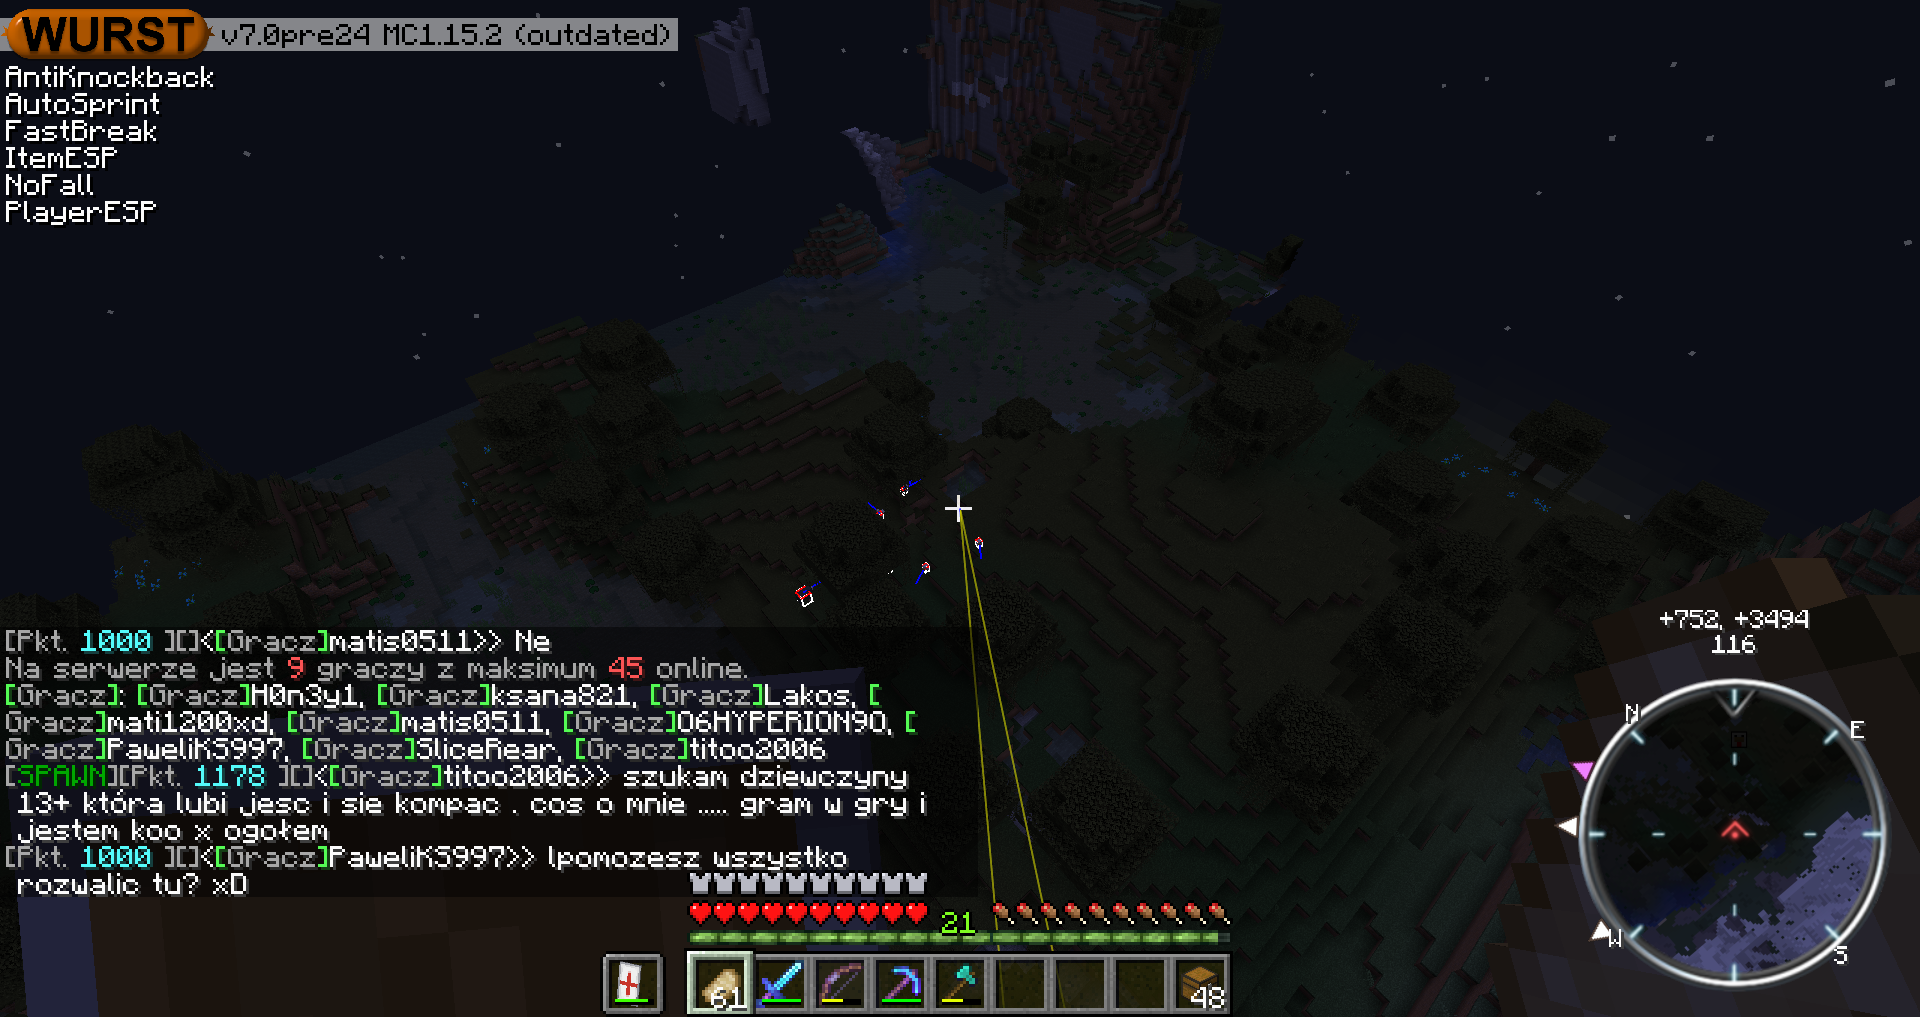 WURST v7.0pre24 MC1.15.2 (outdated)
AntiKnockback
AutoSprint
FastBreak
ItemESP
NoFall
PlayerESP
[Pkt. 1000 ][]<[Gracz]matis0511>> Ne
Na serwerze jest 9 graczy z maksimum 45 online.
[Gracz]: [Gracz]H0n3y1, [Gracz]ksana821, [Gracz]Lakos, [
Gracz]mati1200xd, [Gracz]matis0511, [Gracz]O6HYPERION9O, [
Gracz]PaweliKS997, [Gracz]SliceRear, [Gracz]titoo2006
[SPAWN][Pkt. 1178 ][]<[Gracz]titoo2006>> szukam dziewczyny
13+ która lubi jesc i sie kompac . cos o mnie ..... gram w gry i
jestem koo x ogołem
[Pkt. 1000 ][]<[Gracz]PaweliKS997>> lpomozesz wszystko
rozwalic tu? xD
+752, +3494
116
N
E
W
S
21
61
48